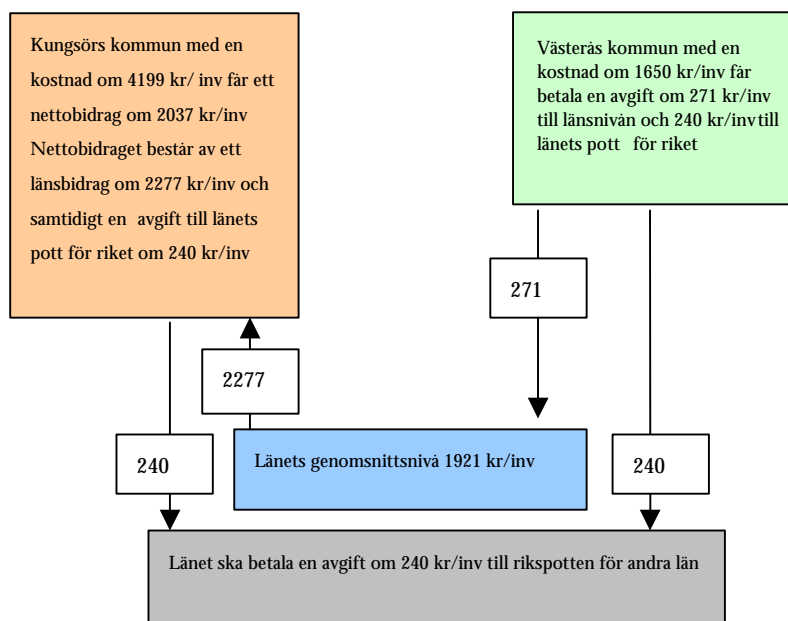 Kungsörs kommun med en
kostnad om 4199 kr/ inv får ett
nettobidrag om 2037 kr/inv
Nettobidraget består av ett
länsbidrag om 2277 kr/inv och
samtidigt en avgift till länets
pott för riket om 240 kr/inv
Västerås kommun med en
kostnad om 1650 kr/inv får
betala en avgift om 271 kr/inv
till länsnivån och 240 kr/inv till
länets pott för riket
271
2277
240
Länets genomsnittsnivå 1921 kr/inv
240
Länet ska betala en avgift om 240 kr/inv till rikspotten för andra län